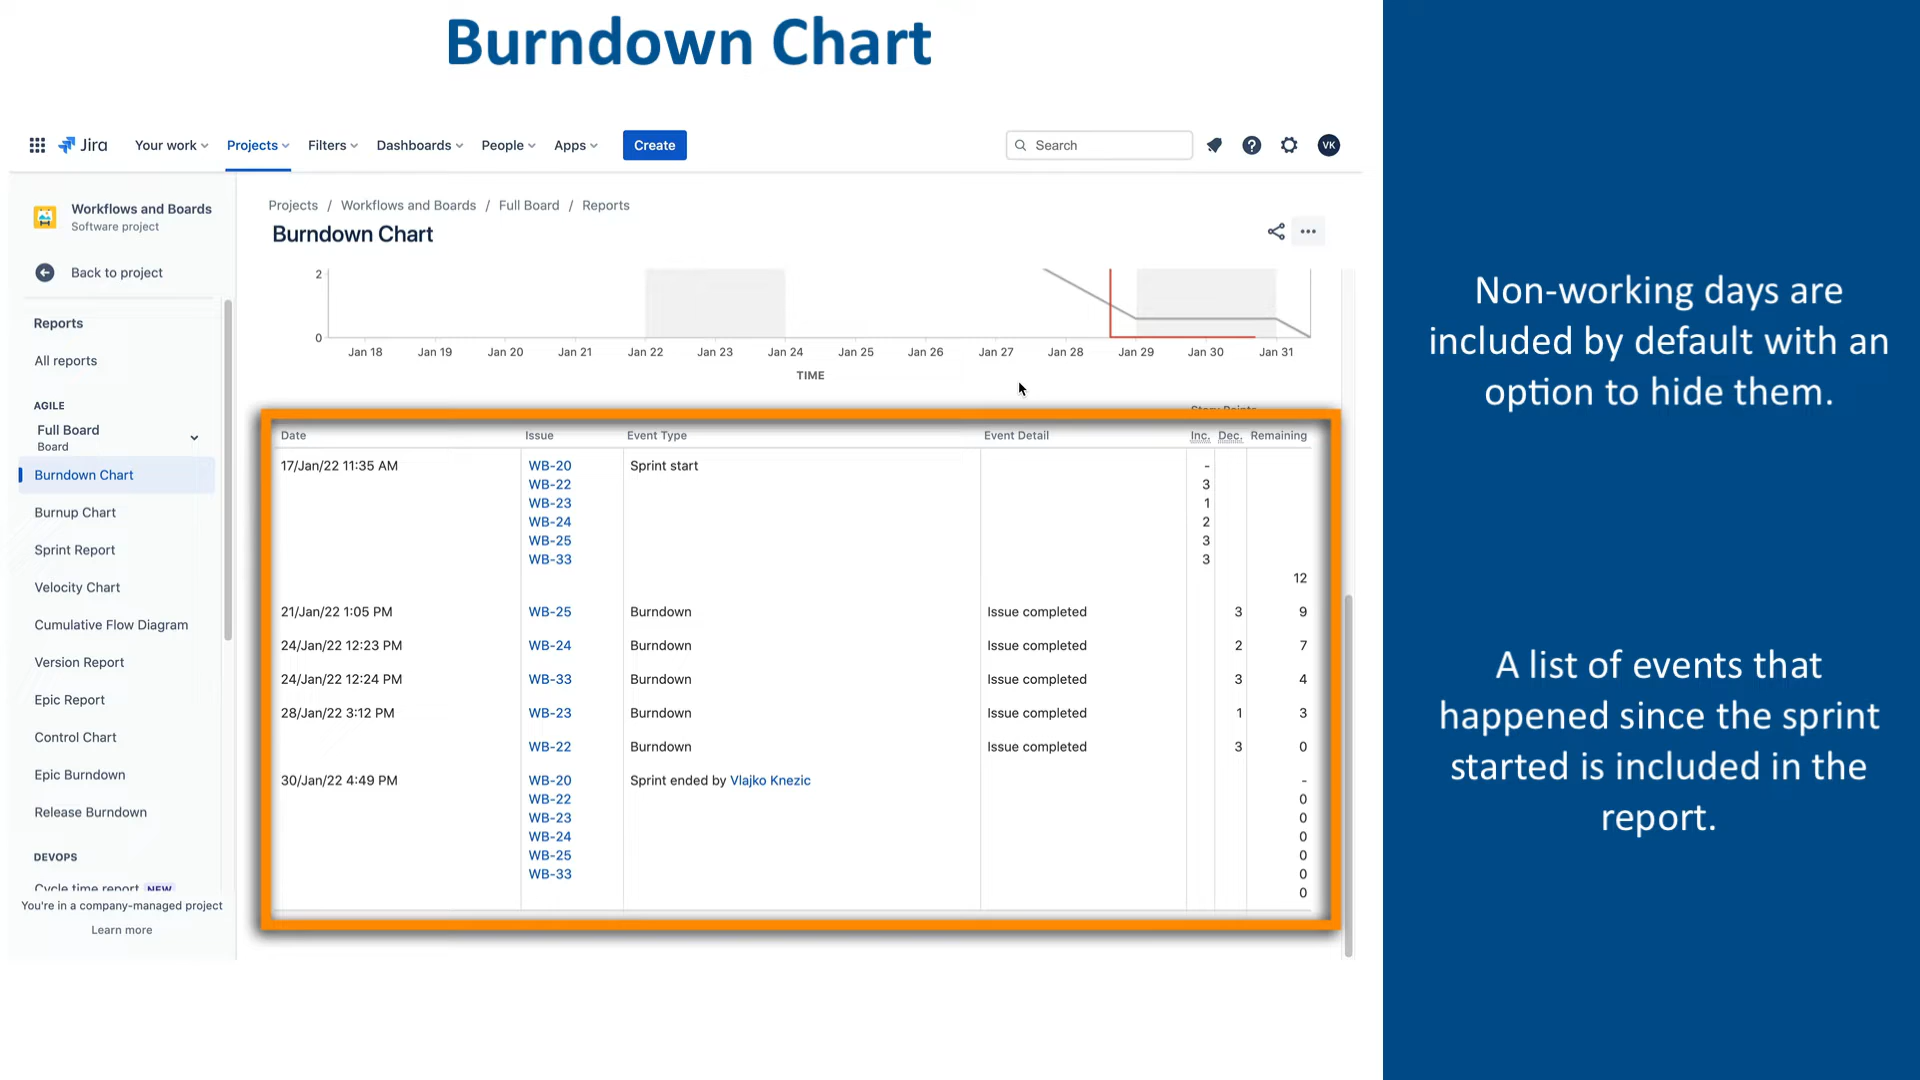 Burndown Chart
Jira Your work Projects Filters Dashboards People Apps Create Search VK
Workflows and Boards
Software project
Back to project
Reports
All reports
AGILE
Full Board
Board
Burndown Chart
Burnup Chart
Sprint Report
Velocity Chart
Cumulative Flow Diagram
Version Report
Epic Report
Control Chart
Epic Burndown
Release Burndown
DEVOPS
Cycle time report NEW
You're in a company-managed project
Learn more
Projects / Workflows and Boards / Full Board / Reports
Burndown Chart
2
0
Jan 18 Jan 19 Jan 20 Jan 21 Jan 22 Jan 23 Jan 24 Jan 25 Jan 26 Jan 27 Jan 28 Jan 29 Jan 30 Jan 31
TIME
Story Points
Date Issue Event Type Event Detail Inc. Dec. Remaining
17/Jan/22 11:35 AM WB-20 Sprint start -
WB-22 3
WB-23 1
WB-24 2
WB-25 3
WB-33 3
12
21/Jan/22 1:05 PM WB-25 Burndown Issue completed 3 9
24/Jan/22 12:23 PM WB-24 Burndown Issue completed 2 7
24/Jan/22 12:24 PM WB-33 Burndown Issue completed 3 4
28/Jan/22 3:12 PM WB-23 Burndown Issue completed 1 3
WB-22 Burndown Issue completed 3 0
30/Jan/22 4:49 PM WB-20 Sprint ended by Vlajko Knezic -
WB-22 0
WB-23 0
WB-24 0
WB-25 0
WB-33 0
0
Non-working days are
included by default with an
option to hide them.
A list of events that
happened since the sprint
started is included in the
report.